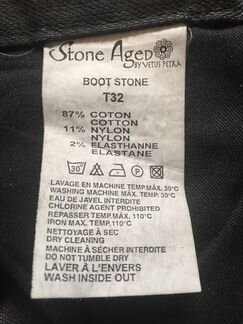 Stone Aged
BY VETUS PETRA
BOOT STONE
T32
87% COTON
COTTON
11% NYLON
NYLON
2% ELASTHANNE
ELASTANE
30
LAVAGE EN MACHINE TEMP.MÁX. 30°C
WASHING MACHINE MÁX. TEMP. 30°C
EAU DE JAVEL INTERDITE
CHLORINE AGENT PROHIBITED
REPASSER TEMP.MÁX. 110°C
IRON MAX. TEMP.110°C
NETTOYAGE À SEC
DRY CLEANING
MACHINE À SÉCHER INTERDITE
DO NOT TUMBLE DRY
LAVER À L'ENVERS
WASH INSIDE OUT